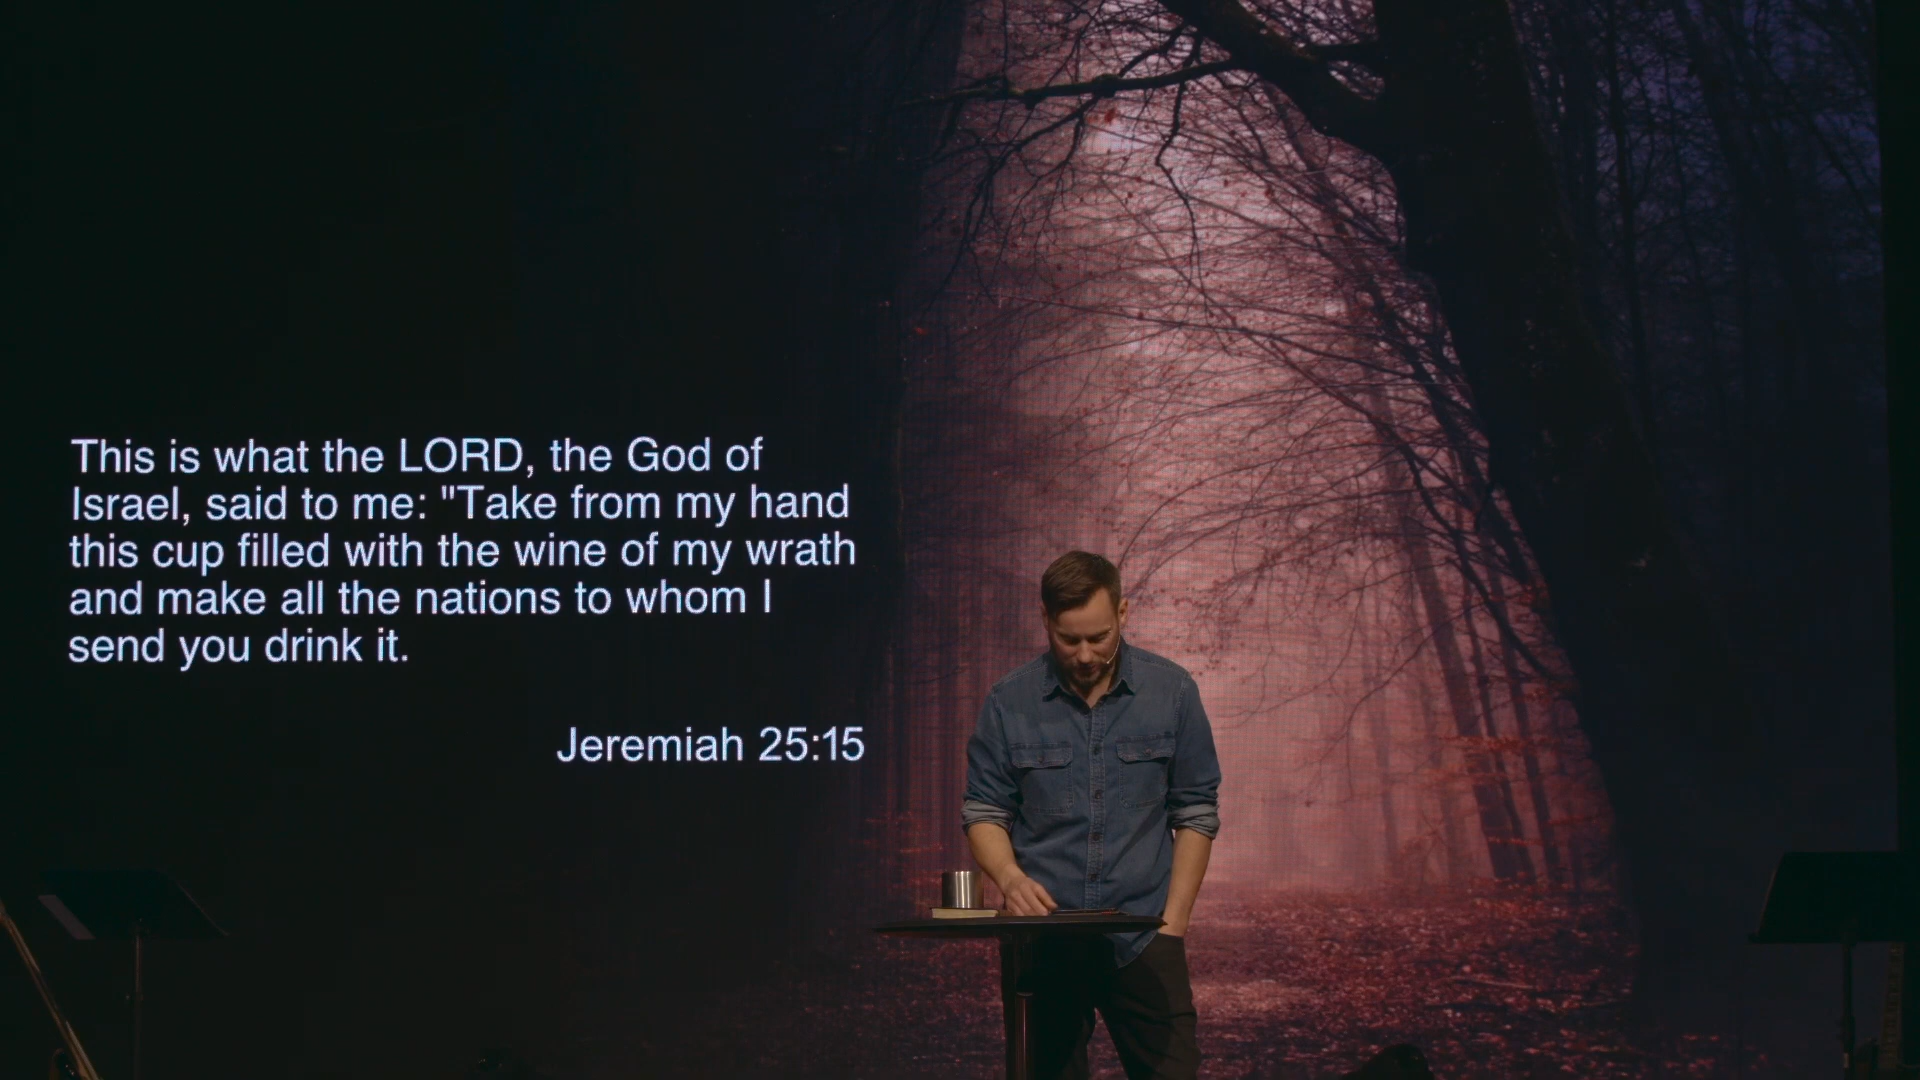 This is what the LORD, the God of
Israel, said to me: "Take from my hand
this cup filled with the wine of my wrath
and make all the nations to whom I
send you drink it.
Jeremiah 25:15